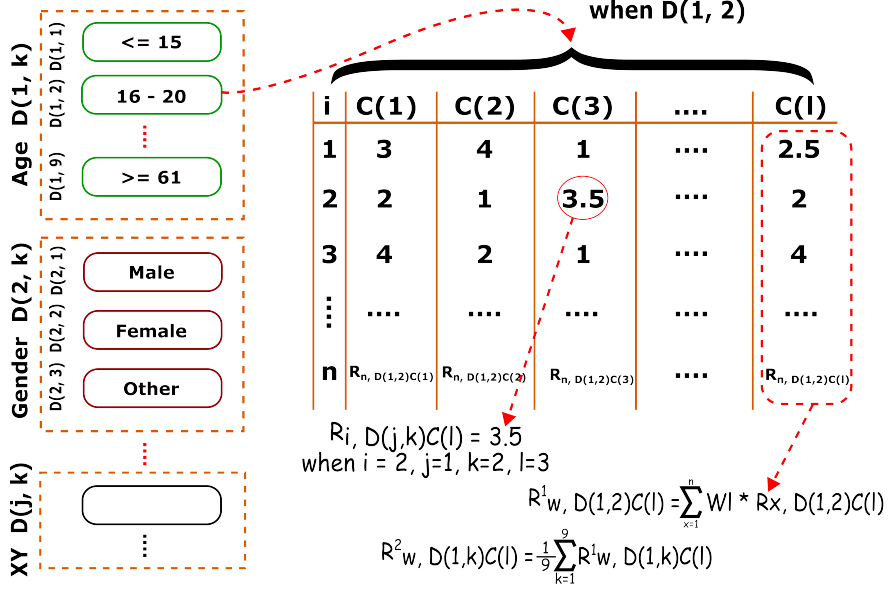 when D(1, 2)
Age D(1, k)
D(1, 1)
<= 15
D(1, 2)
16 - 20
D(1, 9)
>= 61
Gender D(2, k)
D(2, 1)
Male
D(2, 2)
Female
D(2, 3)
Other
XY D(j, k)
i C(1) C(2) C(3) .... C(l)
1 3 4 1 .... 2.5
2 2 1 3.5 .... 2
3 4 2 1 .... 4
.... .... .... .... .... ....
n Rn, D(1,2)C(1) Rn, D(1,2)C(2) Rn, D(1,2)C(3) .... Rn, D(1,2)C(l)
Ri, D(j,k)C(l) = 3.5
when i = 2, j=1, k=2, l=3
R¹w, D(1,2)C(l) = n∑x=1 Wl * Rx, D(1,2)C(l)
R²w, D(1,k)C(l) = 1/9 9∑k=1 R¹w, D(1,k)C(l)